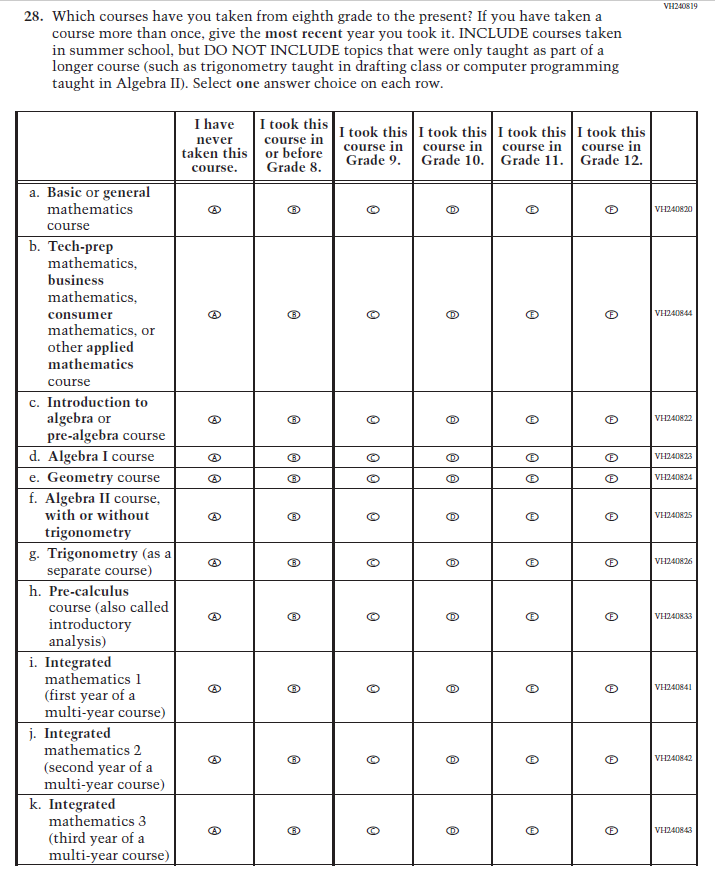 VH240819
28. Which courses have you taken from eighth grade to the present? If you have taken a
course more than once, give the most recent year you took it. INCLUDE courses taken
in summer school, but DO NOT INCLUDE topics that were only taught as part of a
longer course (such as trigonometry taught in drafting class or computer programming
taught in Algebra II). Select one answer choice on each row.
I have
never
taken this
course.
I took this
course in
or before
Grade 8.
I took this
course in
Grade 9.
I took this
course in
Grade 10.
I took this
course in
Grade 11.
I took this
course in
Grade 12.
a. Basic or general
mathematics
course
A B C D E F VH240820
b. Tech-prep
mathematics,
business
mathematics,
consumer
mathematics, or
other applied
mathematics
course
A B C D E F VH240844
c. Introduction to
algebra or
pre-algebra course
A B C D E F VH240822
d. Algebra I course
A B C D E F VH240823
e. Geometry course
A B C D E F VH240824
f. Algebra II course,
with or without
trigonometry
A B C D E F VH240825
g. Trigonometry (as a
separate course)
A B C D E F VH240826
h. Pre-calculus
course (also called
introductory
analysis)
A B C D E F VH240833
i. Integrated
mathematics 1
(first year of a
multi-year course)
A B C D E F VH240841
j. Integrated
mathematics 2
(second year of a
multi-year course)
A B C D E F VH240842
k. Integrated
mathematics 3
(third year of a
multi-year course)
A B C D E F VH240843